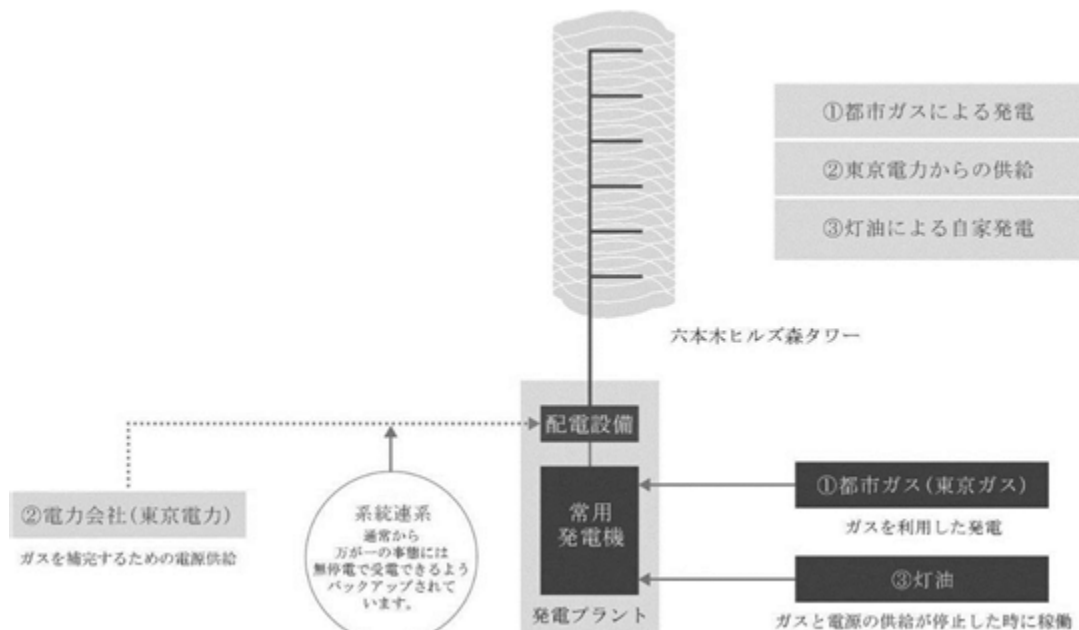 ①都市ガスによる発電
②東京電力からの供給
③灯油による自家発電
六本木ヒルズ森タワー
配電設備
②電力会社(東京電力)
ガスを補完するための電源供給
系統連系
通常から
万が一の事態には
無停電で受電できるよう
バックアップされて
います。
常用
発電機
発電プラント
①都市ガス(東京ガス)
ガスを利用した発電
③灯油
ガスと電源の供給が停止した時に稼働